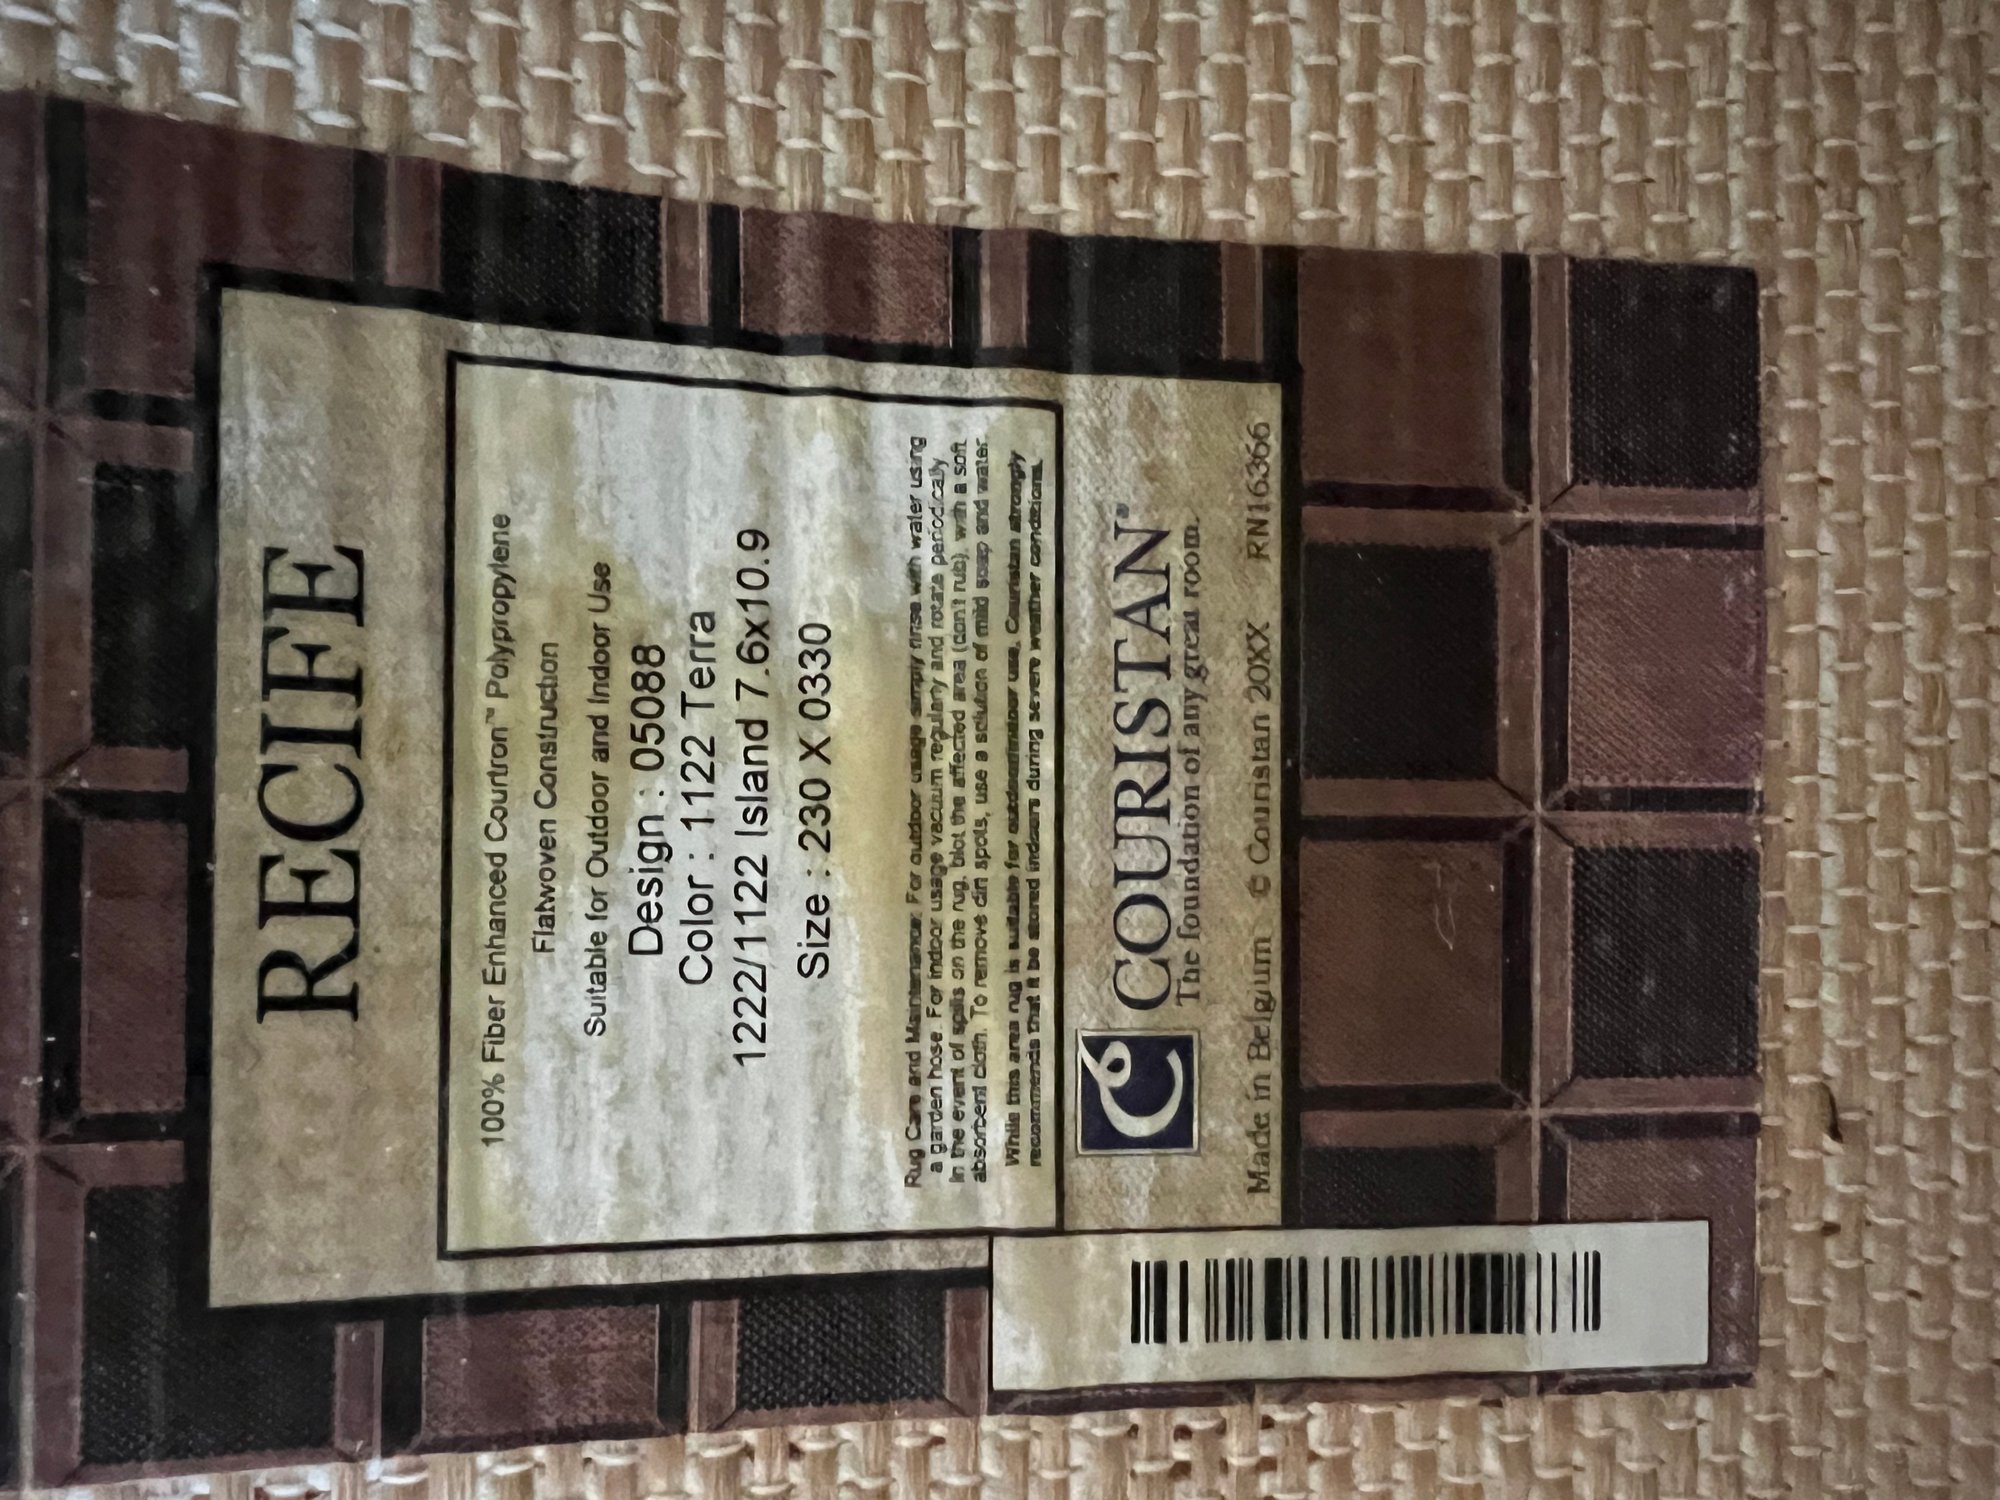 RECIFE
100% Fiber Enhanced Courtron™ Polypropylene
Flatwoven Construction
Suitable for Outdoor and Indoor Use
Design : 05088
Color : 1122 Terra
1222/1122 Island 7.6x10.9
Size : 230 X 0330
Rug Care and Maintenance: For outdoor usage simply rinse with water using
a garden hose. For indoor usage vacuum regularly and rotate periodically.
In the event of spills on the rug, blot the affected area (don't rub), with a soft
absorbent cloth. To remove dirt spots, use a solution of mild soap and water.
While this area rug is suitable for outdoor/indoor use, Couristan strongly
recommends that it be stored indoors during severe weather conditions.
COURISTAN®
The foundation of any great room.
Made in Belgium © Couristan 20XX RN16366